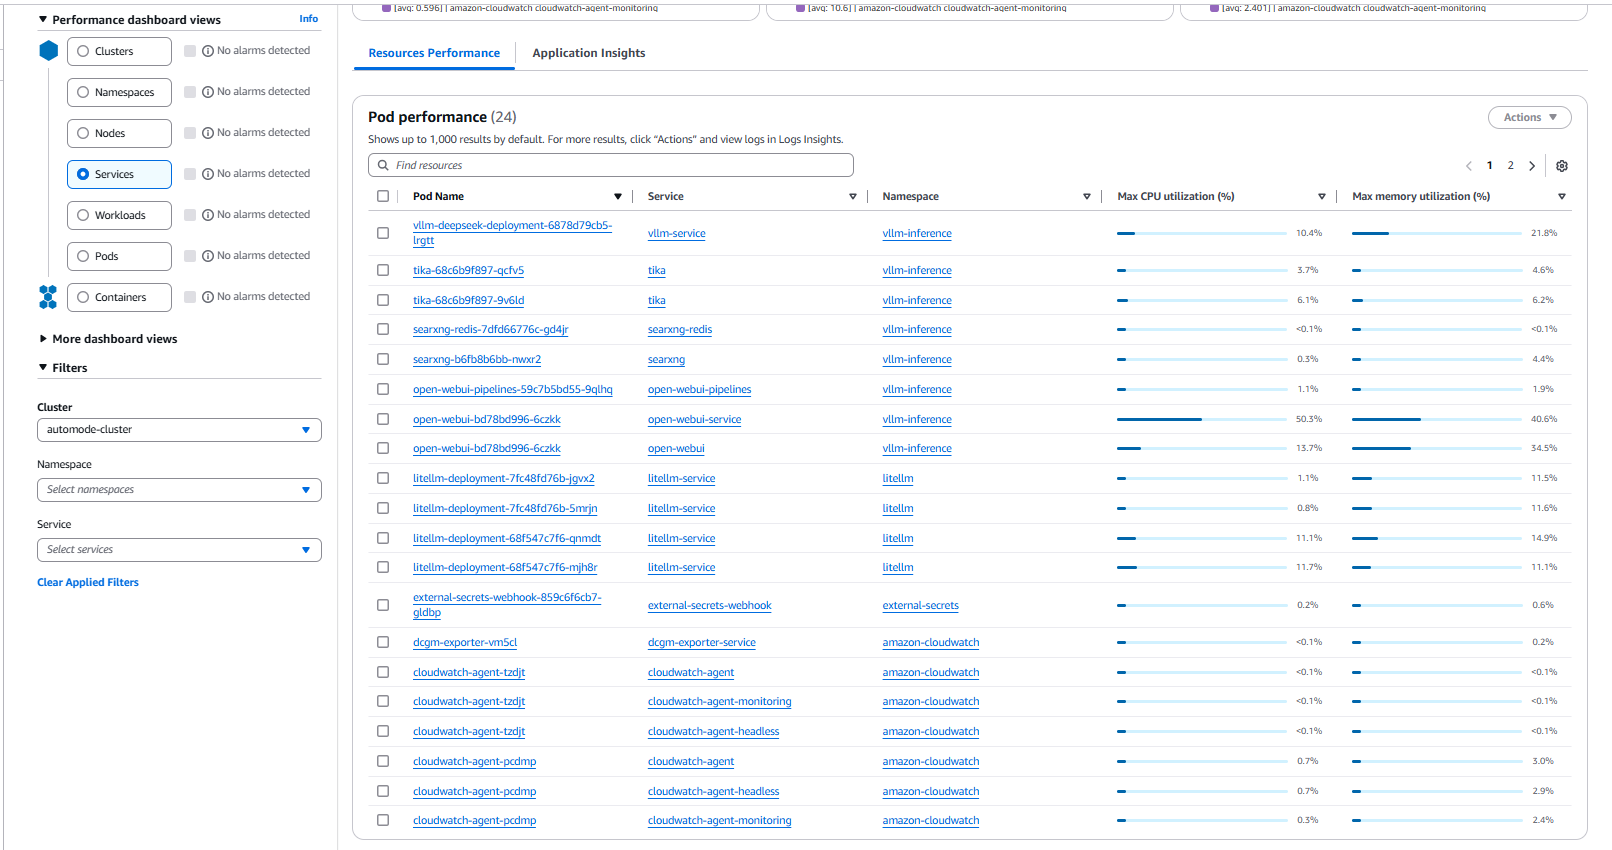 [avg: 0.596] | amazon-cloudwatch cloudwatch-agent-monitoring
[avg: 10.6] | amazon-cloudwatch cloudwatch-agent-monitoring
[avg: 2.401] | amazon-cloudwatch cloudwatch-agent-monitoring
Performance dashboard views Info
Clusters No alarms detected
Namespaces No alarms detected
Nodes No alarms detected
Services No alarms detected
Workloads No alarms detected
Pods No alarms detected
Containers No alarms detected
More dashboard views
Filters
Cluster
automode-cluster
Namespace
Select namespaces
Service
Select services
Clear Applied Filters
Resources Performance Application Insights
Pod performance (24)
Actions
Shows up to 1,000 results by default. For more results, click “Actions” and view logs in Logs Insights.
Find resources
1 2
Pod Name Service Namespace Max CPU utilization (%) Max memory utilization (%)
vllm-deepseek-deployment-6878d79cb5-
lrgtt vllm-service vllm-inference 10.4% 21.8%
tika-68c6b9f897-qcfv5 tika vllm-inference 3.7% 4.6%
tika-68c6b9f897-9v6ld tika vllm-inference 6.1% 6.2%
searxng-redis-7dfd66776c-gd4jr searxng-redis vllm-inference <0.1% <0.1%
searxng-b6fb8b6bb-nwxr2 searxng vllm-inference 0.3% 4.4%
open-webui-pipelines-59c7b5bd55-9qlhq open-webui-pipelines vllm-inference 1.1% 1.9%
open-webui-bd78bd996-6czkk open-webui-service vllm-inference 50.3% 40.6%
open-webui-bd78bd996-6czkk open-webui vllm-inference 13.7% 34.5%
litellm-deployment-7fc48fd76b-jgvx2 litellm-service litellm 1.1% 11.5%
litellm-deployment-7fc48fd76b-5mrjn litellm-service litellm 0.8% 11.6%
litellm-deployment-68f547c7f6-qnmdt litellm-service litellm 11.1% 14.9%
litellm-deployment-68f547c7f6-mjh8r litellm-service litellm 11.7% 11.1%
external-secrets-webhook-859c6f6cb7-
gldbp external-secrets-webhook external-secrets 0.2% 0.6%
dcgm-exporter-vm5cl dcgm-exporter-service amazon-cloudwatch <0.1% 0.2%
cloudwatch-agent-tzdjt cloudwatch-agent amazon-cloudwatch <0.1% <0.1%
cloudwatch-agent-tzdjt cloudwatch-agent-monitoring amazon-cloudwatch <0.1% <0.1%
cloudwatch-agent-tzdjt cloudwatch-agent-headless amazon-cloudwatch <0.1% <0.1%
cloudwatch-agent-pcdmp cloudwatch-agent amazon-cloudwatch 0.7% 3.0%
cloudwatch-agent-pcdmp cloudwatch-agent-headless amazon-cloudwatch 0.7% 2.9%
cloudwatch-agent-pcdmp cloudwatch-agent-monitoring amazon-cloudwatch 0.3% 2.4%